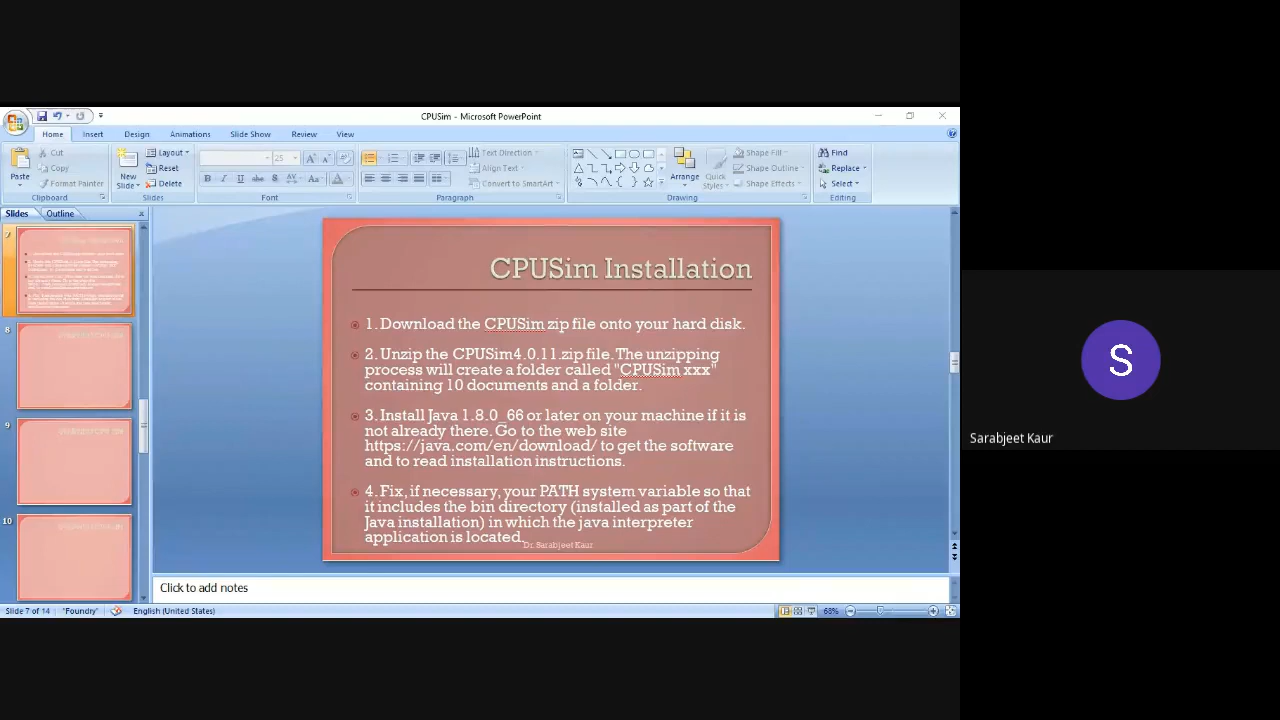 CPUSim - Microsoft PowerPoint
Home Insert Design Animations Slide Show Review View
Paste
Cut
Copy
Format Painter
Clipboard
New
Slide
Layout
Reset
Delete
Slides
25
B I U abc S AV Aa A
Font
Text Direction
Align Text
Convert to SmartArt
Paragraph
Arrange
Quick
Styles
Shape Fill
Shape Outline
Shape Effects
Drawing
Find
Replace
Select
Editing
Slides Outline
7
8
9
10
CPUSim Installation
1. Download the CPUSim zip file onto your hard disk.
2. Unzip the CPUSim4.0.11.zip file. The unzipping
process will create a folder called "CPUSim xxx"
containing 10 documents and a folder.
3. Install Java 1.8.0_66 or later on your machine if it is
not already there. Go to the web site
https://java.com/en/download/ to get the software
and to read installation instructions.
4. Fix, if necessary, your PATH system variable so that
it includes the bin directory (installed as part of the
Java installation) in which the java interpreter
application is located.
Dr. Sarabjeet Kaur
Click to add notes
Slide 7 of 14 "Foundry" English (United States) 68%
S
Sarabjeet Kaur